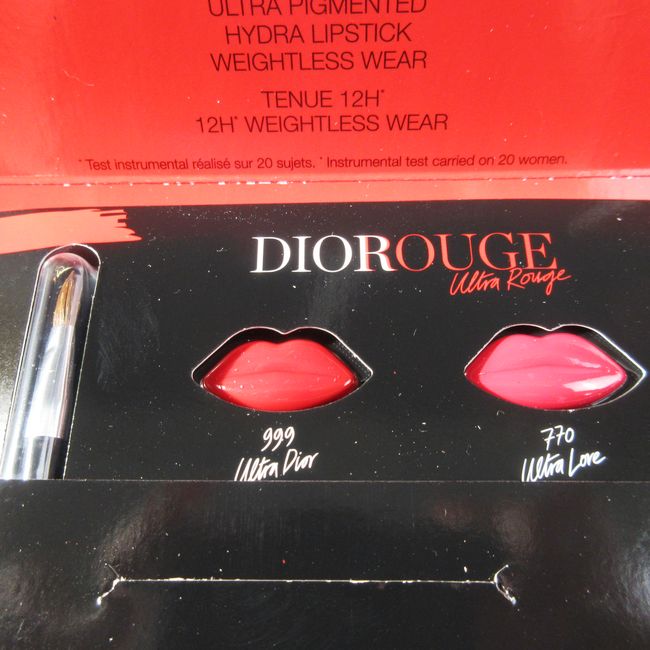 ULTRA PIGMENTED
HYDRA LIPSTICK
WEIGHTLESS WEAR
TENUE 12H*
12H* WEIGHTLESS WEAR
* Test instrumental réalisé sur 20 sujets. * Instrumental test carried on 20 women.
DIOROUGE
Ultra Rouge
999
Ultra Dior
770
Ultra Love